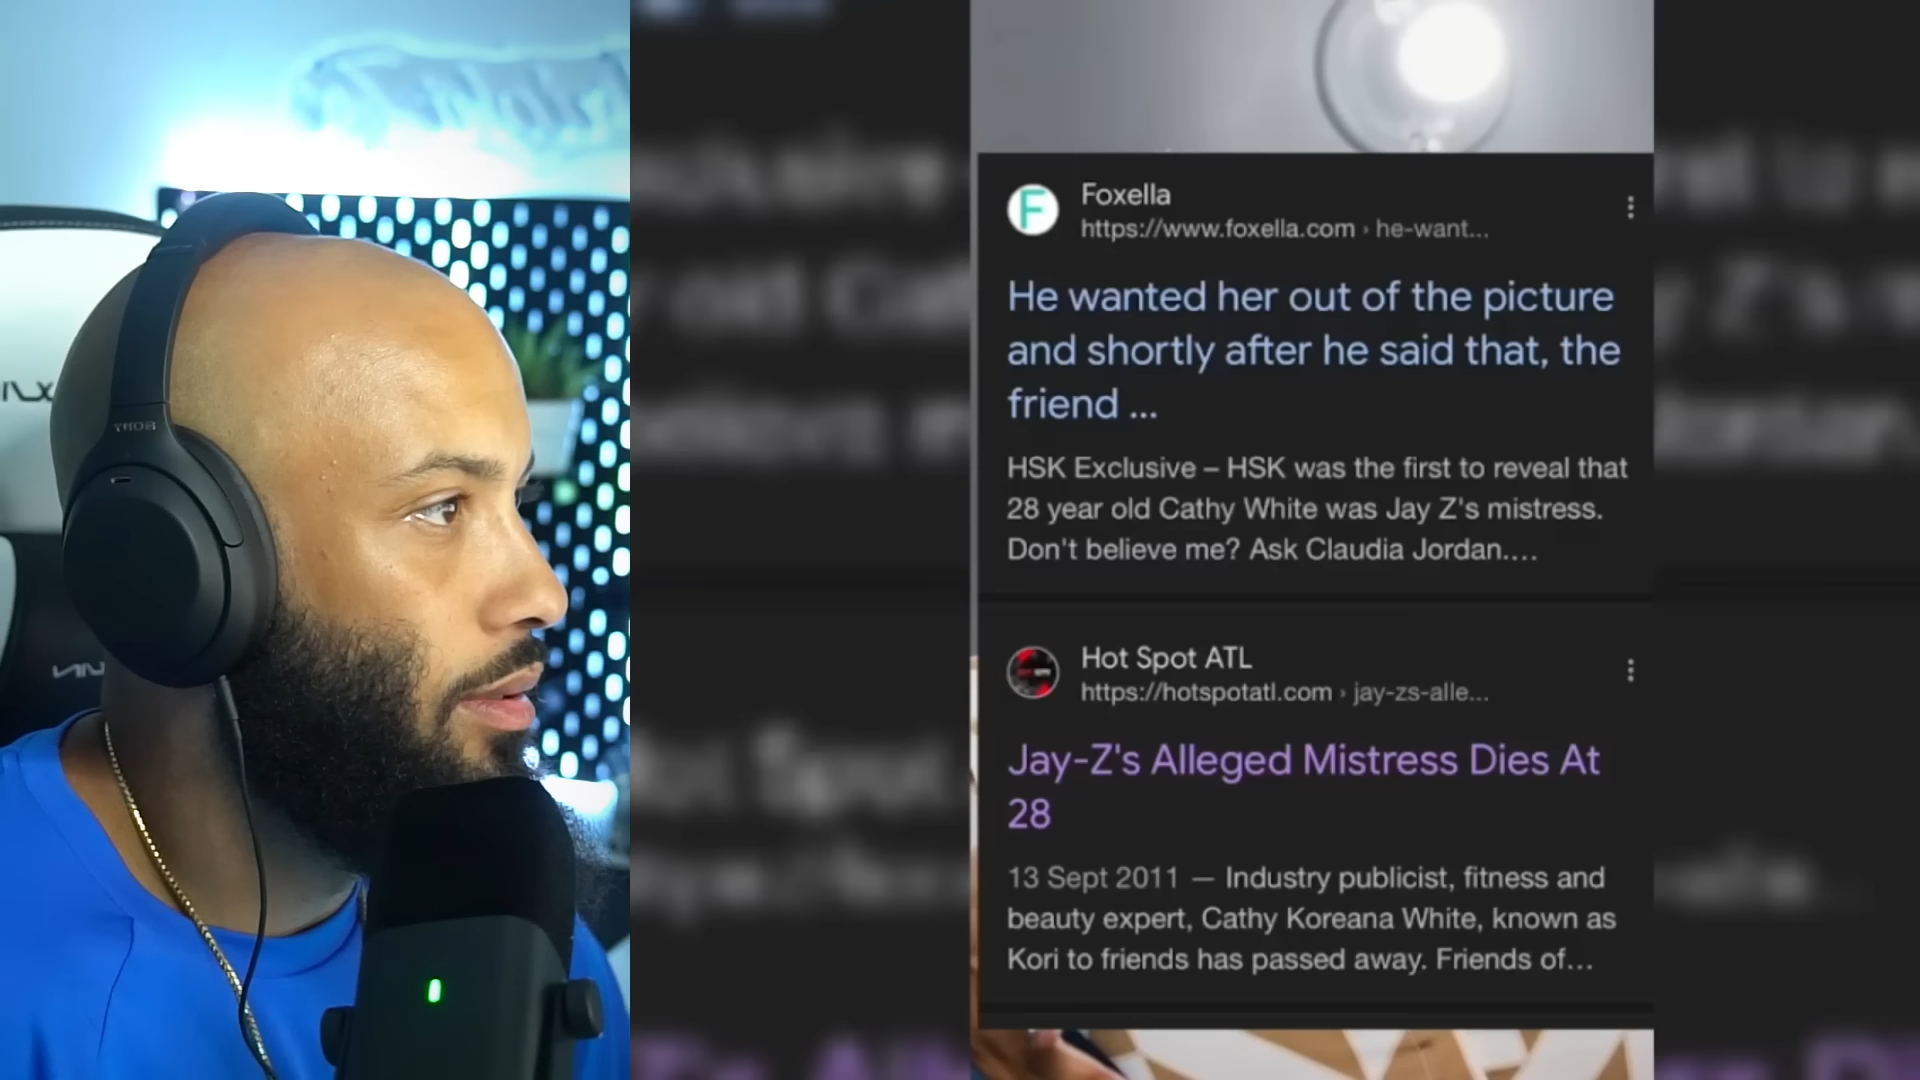 Foxella
https://www.foxella.com › he-want...
He wanted her out of the picture
and shortly after he said that, the
friend ...
HSK Exclusive – HSK was the first to reveal that
28 year old Cathy White was Jay Z's mistress.
Don't believe me? Ask Claudia Jordan....
Hot Spot ATL
https://hotspotatl.com › jay-zs-alle...
Jay-Z's Alleged Mistress Dies At
28
13 Sept 2011 — Industry publicist, fitness and
beauty expert, Cathy Koreana White, known as
Kori to friends has passed away. Friends of...
SONY